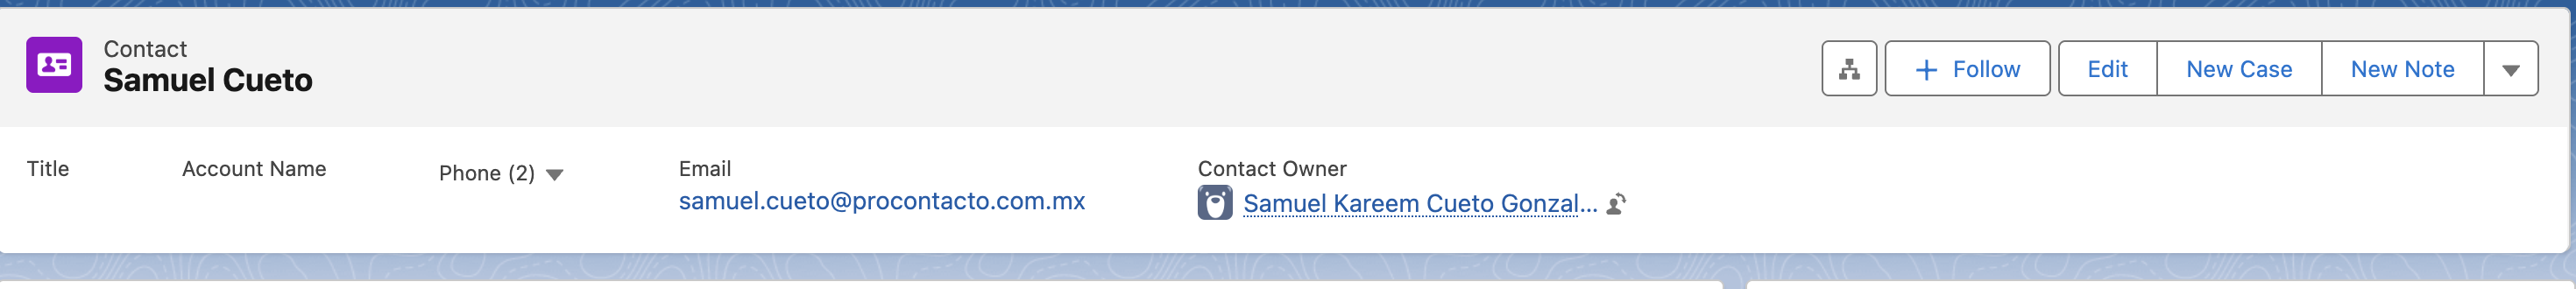 Contact
Samuel Cueto
Follow
Edit
New Case
New Note
Title
Account Name
Phone (2)
Email
samuel.cueto@procontacto.com.mx
Contact Owner
Samuel Kareem Cueto Gonzal...